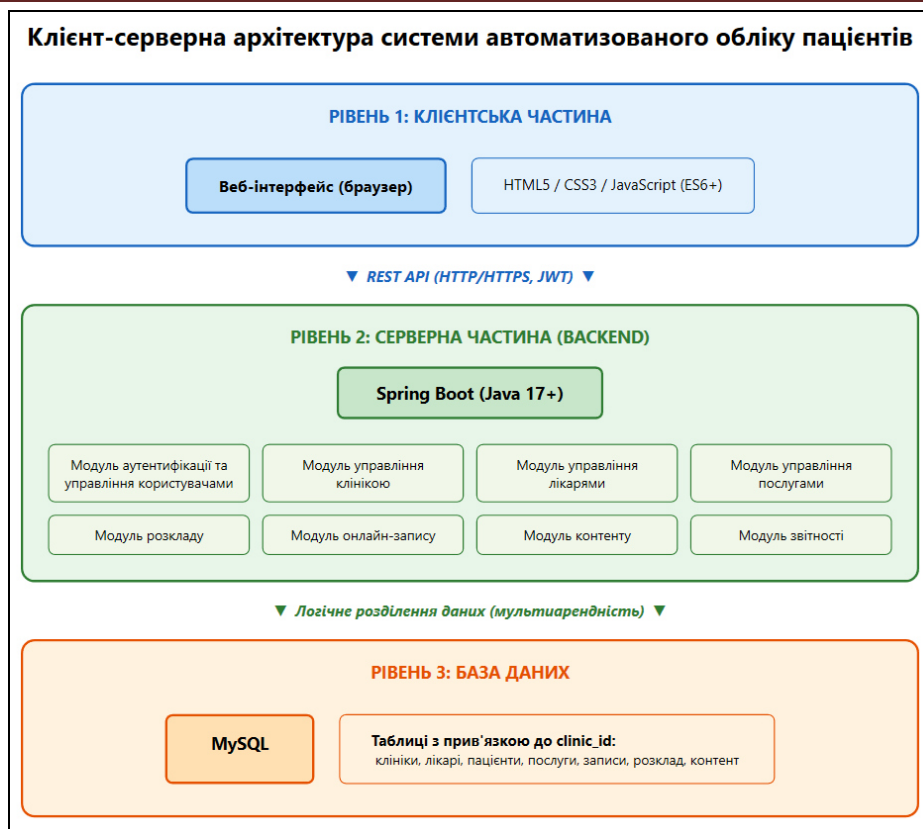 Клієнт-серверна архітектура системи автоматизованого обліку пацієнтів
РІВЕНЬ 1: КЛІЄНТСЬКА ЧАСТИНА
Веб-інтерфейс (браузер)
HTML5 / CSS3 / JavaScript (ES6+)
▼ REST API (HTTP/HTTPS, JWT) ▼
РІВЕНЬ 2: СЕРВЕРНА ЧАСТИНА (BACKEND)
Spring Boot (Java 17+)
Модуль аутентифікації та
управління користувачами
Модуль управління
клінікою
Модуль управління
лікарями
Модуль управління
послугами
Модуль розкладу
Модуль онлайн-запису
Модуль контенту
Модуль звітності
▼ Логічне розділення даних (мультиарендність) ▼
РІВЕНЬ 3: БАЗА ДАНИХ
MySQL
Таблиці з прив'язкою до clinic_id:
клініки, лікарі, пацієнти, послуги, записи, розклад, контент